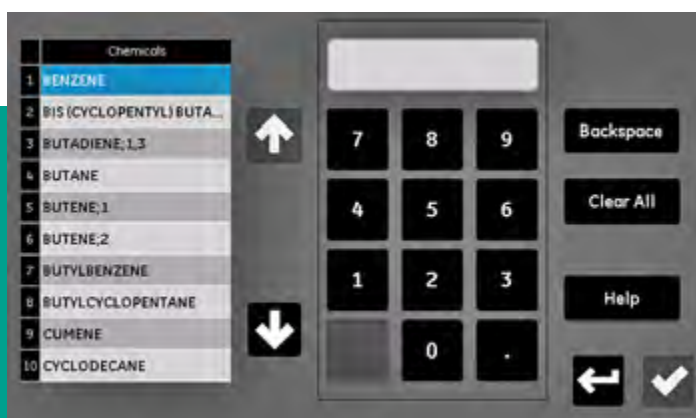 Chemicals
1 BENZENE
2 BIS (CYCLOPENTYL) BUTA...
3 BUTADIENE;1,3
4 BUTANE
5 BUTENE;1
6 BUTENE;2
7 BUTYLBENZENE
8 BUTYLCYCLOPENTANE
9 CUMENE
10 CYCLODECANE
7 8 9
4 5 6
1 2 3
0 .
Backspace
Clear All
Help